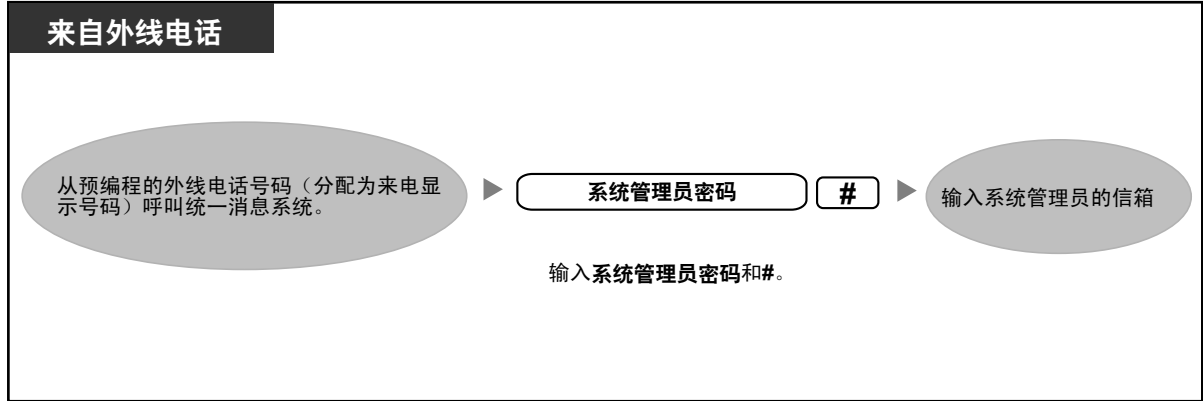 来自外线电话
从预编程的外线电话号码（分配为来电显
示号码）呼叫统一消息系统。
系统管理员密码
#
输入系统管理员的信箱
输入系统管理员密码和#。